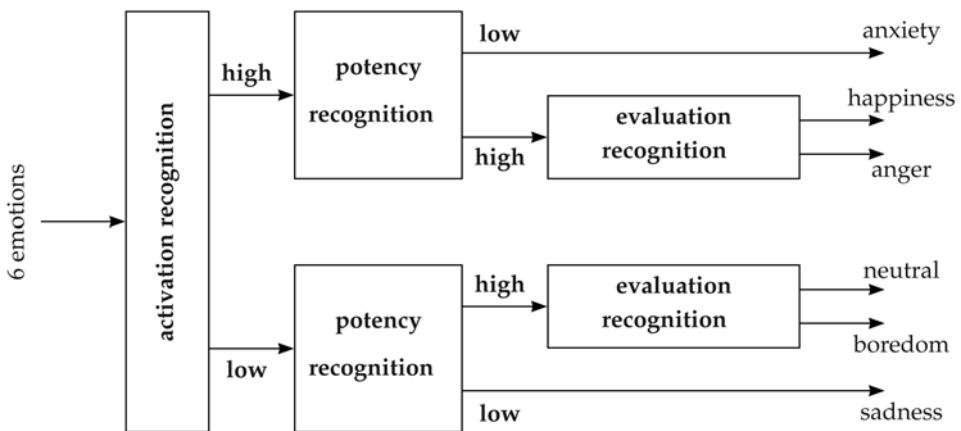 6 emotions
activation recognition
high
low
potency
recognition
low
high
evaluation
recognition
anxiety
happiness
anger
potency
recognition
high
low
evaluation
recognition
neutral
boredom
sadness